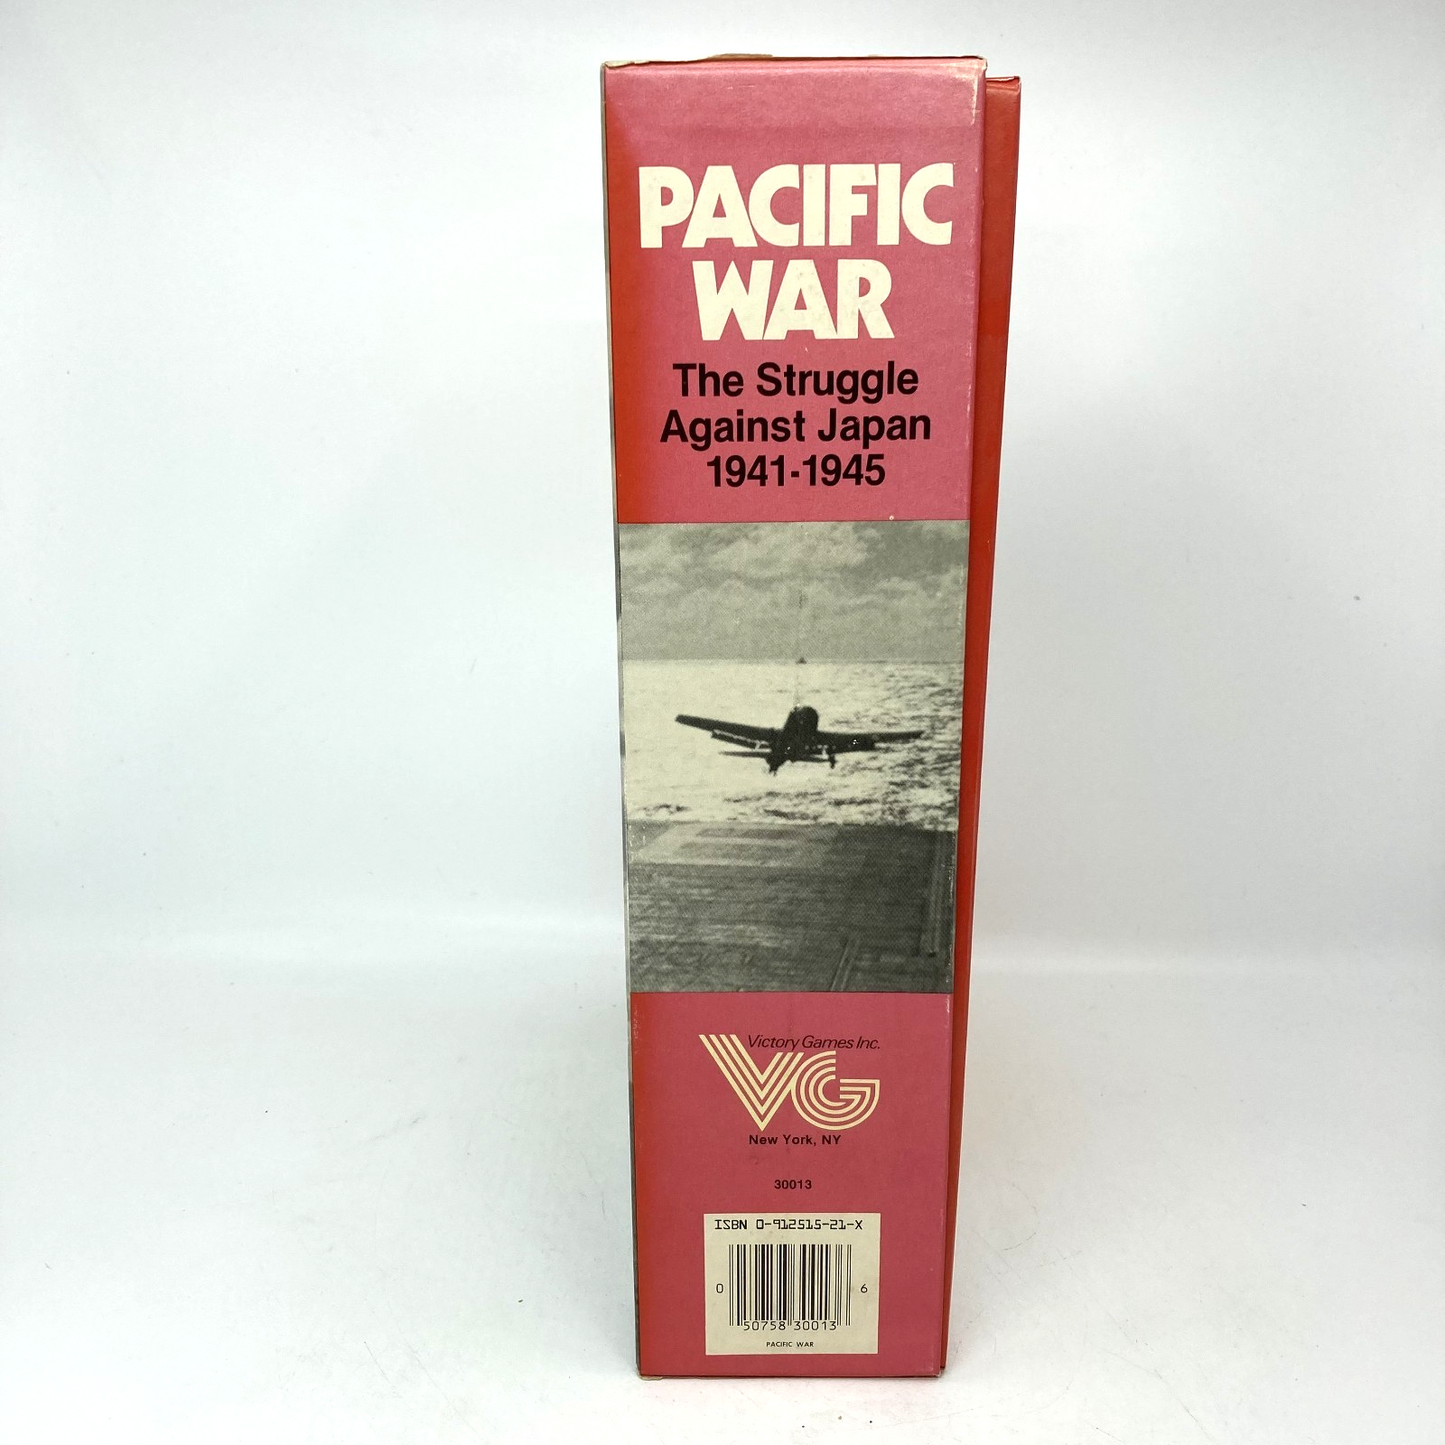 PACIFIC
WAR
The Struggle
Against Japan
1941-1945
Victory Games Inc.
VG
New York, NY
30013
ISBN 0-912515-21-X
0 50758 30013 6
PACIFIC WAR